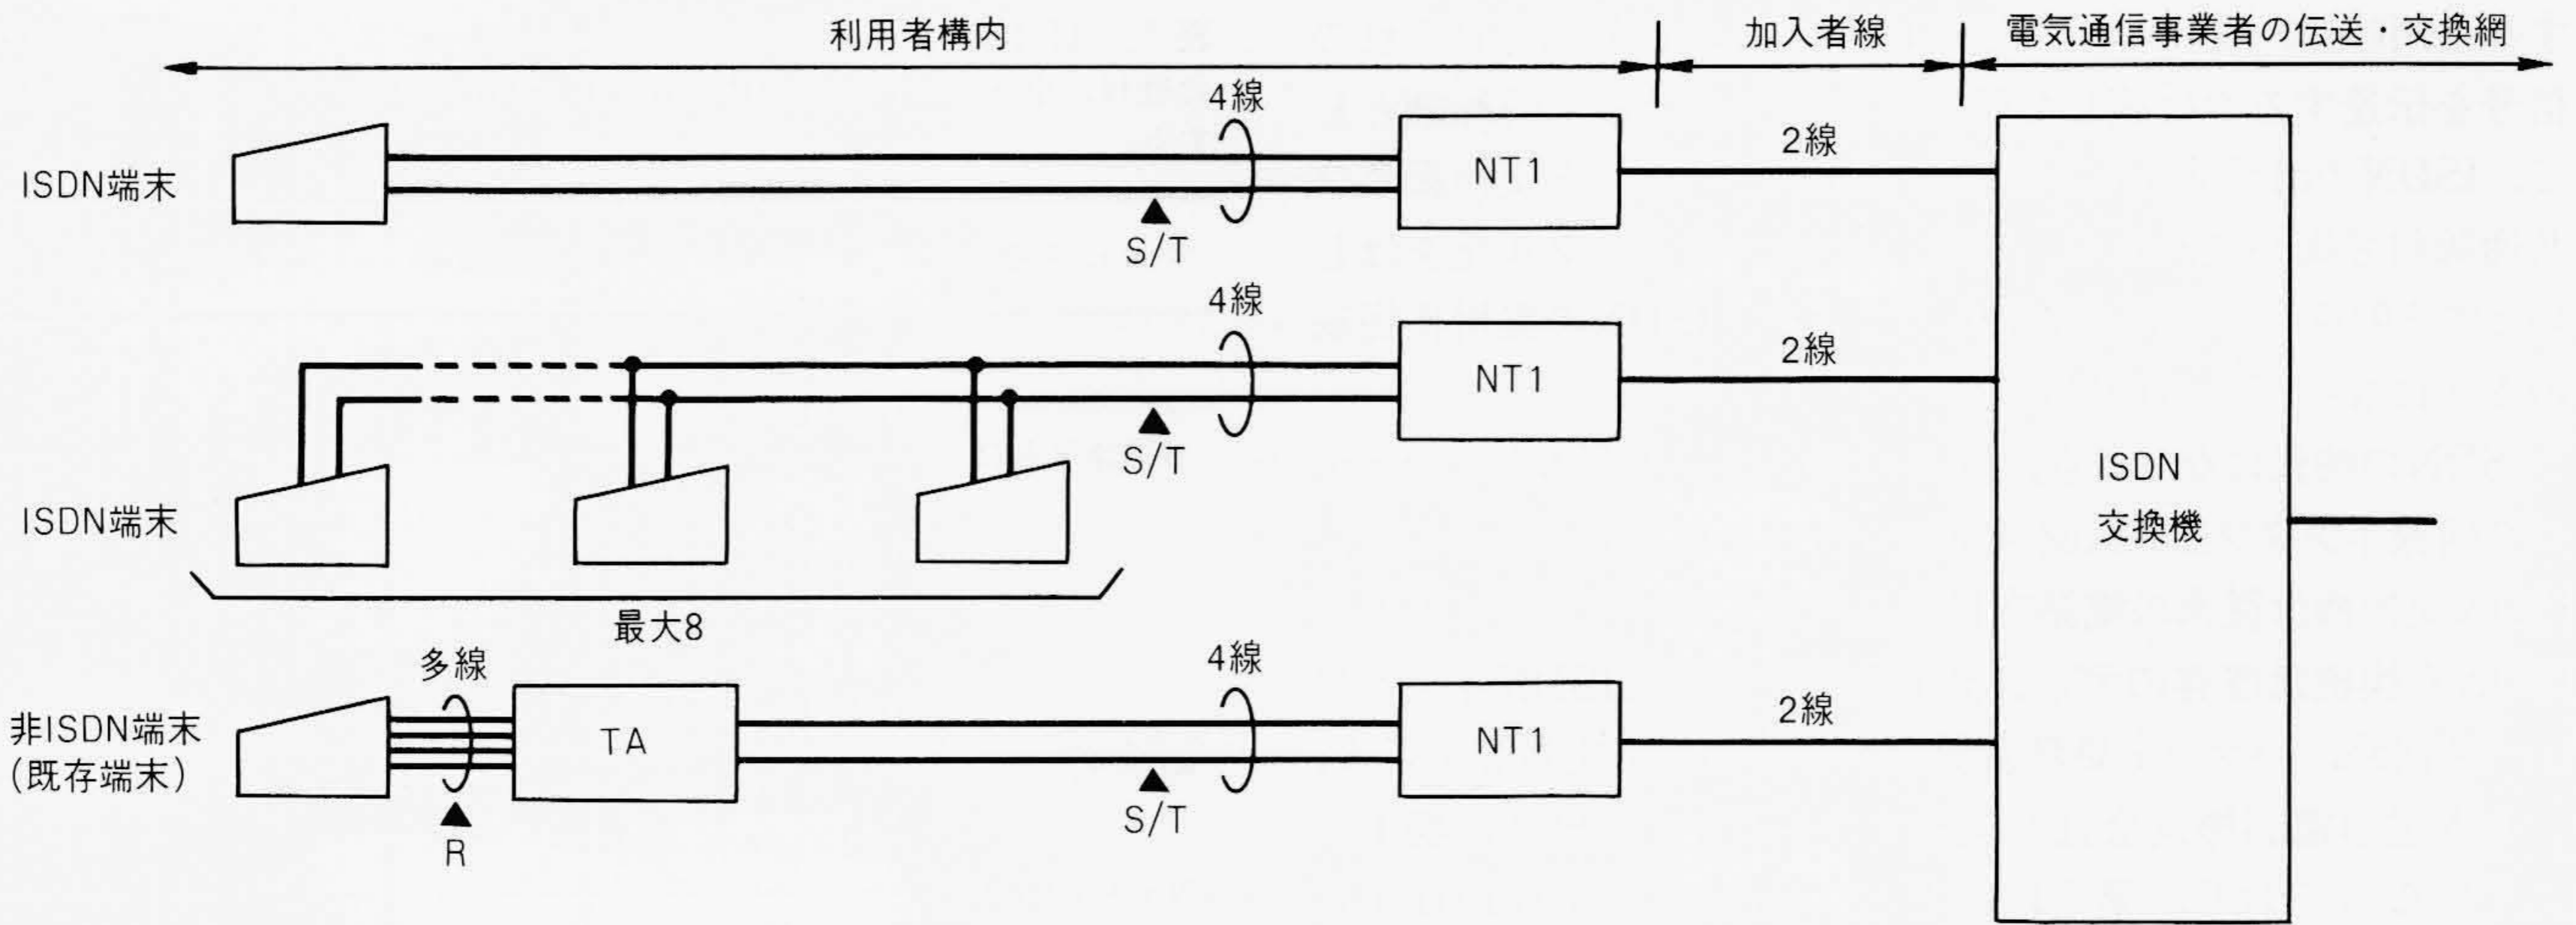 利用者構内
加入者線
電気通信事業者の伝送・交換網
4線
ISDN端末
NT1
2線
S/T
4線
NT1
2線
S/T
ISDN端末
最大8
ISDN
交換機
多線
4線
非ISDN端末
(既存端末)
TA
NT1
2線
R
S/T